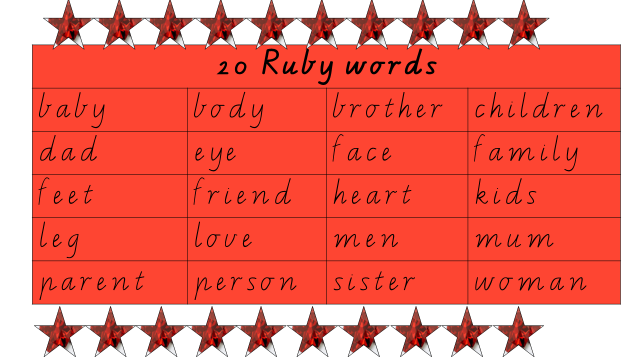 20 Ruby words
baby body brother children
dad eye face family
feet friend heart kids
leg love men mum
parent person sister woman